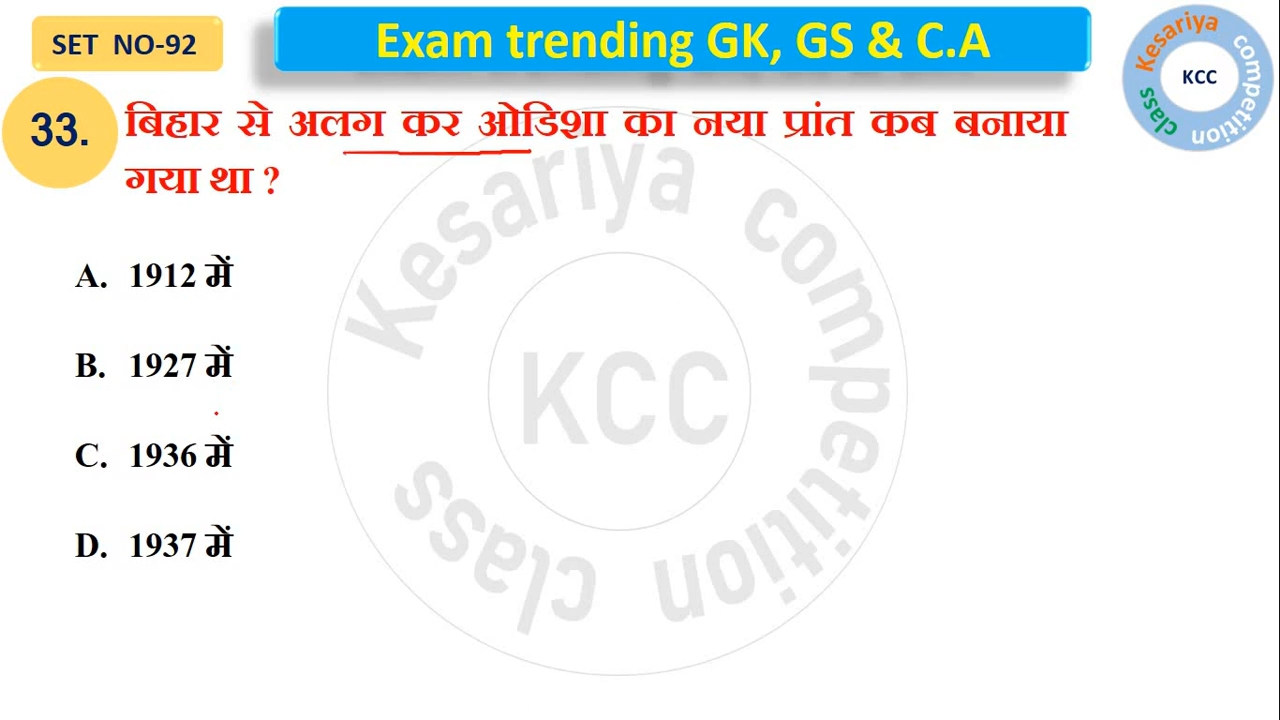 SET NO-92
Exam trending GK, GS & C.A
Kesariya competition class
KCC
33. बिहार से अलग कर ओडिशा का नया प्रांत कब बनाया
गया था ?
A. 1912 में
B. 1927 में
C. 1936 में
D. 1937 में
Kesariya competition class
KCC